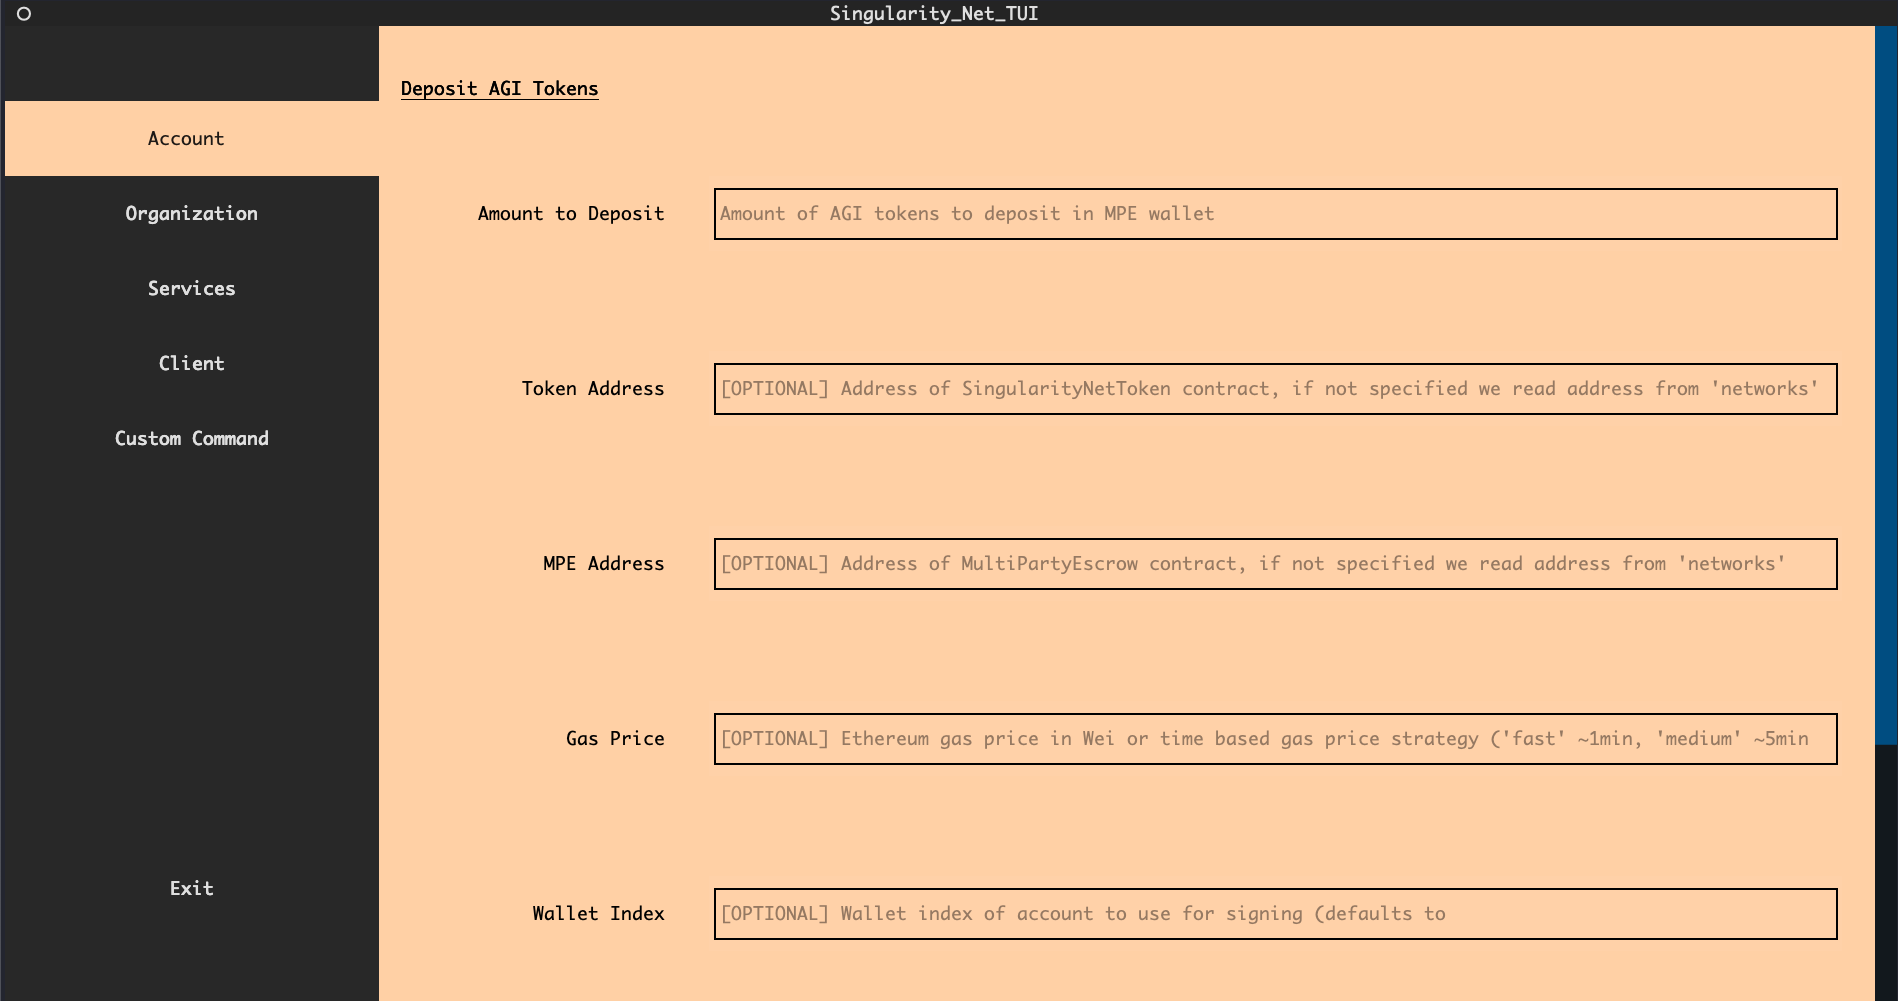 Singularity_Net_TUI
Deposit AGI Tokens
Account
Organization
Services
Client
Custom Command
Exit
Amount to Deposit
Amount of AGI tokens to deposit in MPE wallet
Token Address
[OPTIONAL] Address of SingularityNetToken contract, if not specified we read address from 'networks'
MPE Address
[OPTIONAL] Address of MultiPartyEscrow contract, if not specified we read address from 'networks'
Gas Price
[OPTIONAL] Ethereum gas price in Wei or time based gas price strategy ('fast' ~1min, 'medium' ~5min
Wallet Index
[OPTIONAL] Wallet index of account to use for signing (defaults to